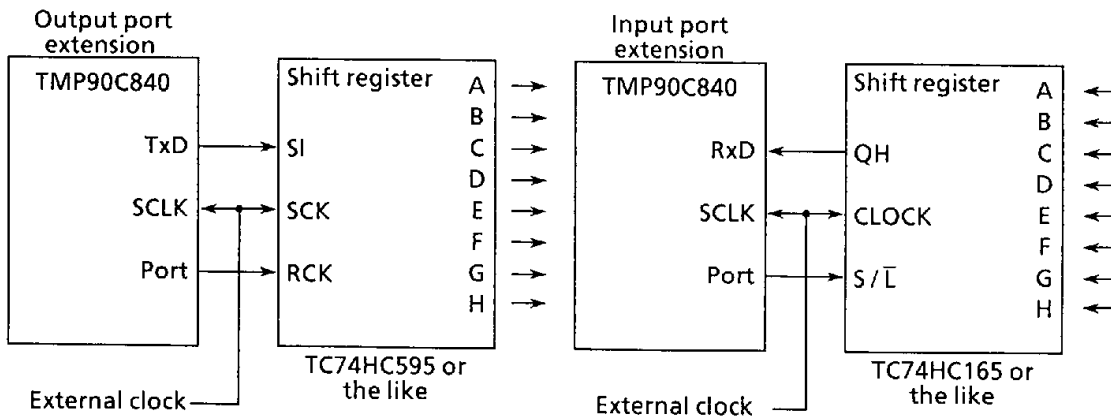 Output port
extension
TMP90C840
TxD
SCLK
Port
Shift register
SI
SCK
RCK
A
B
C
D
E
F
G
H
TC74HC595 or
the like
External clock
Input port
extension
TMP90C840
RxD
SCLK
Port
Shift register
QH
CLOCK
S/L̅
A
B
C
D
E
F
G
H
TC74HC165 or
the like
External clock